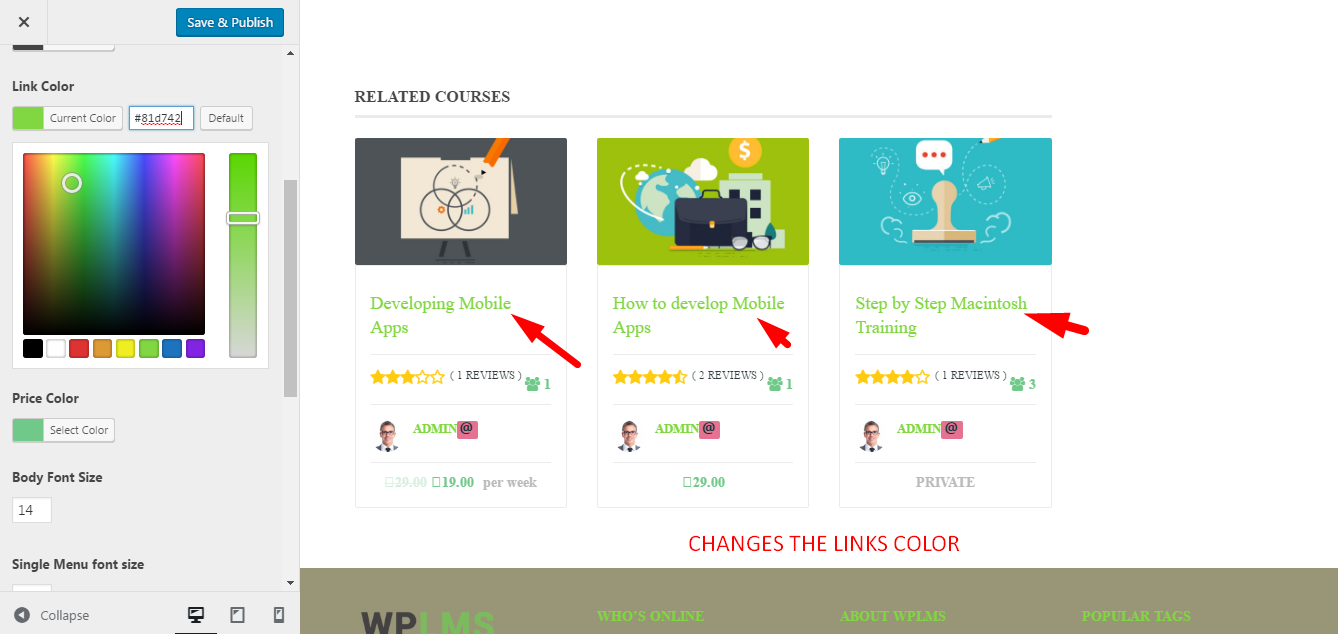 Save & Publish
Link Color
Current Color
#81d742
Default
Price Color
Select Color
Body Font Size
14
Single Menu font size
Collapse
RELATED COURSES
Developing Mobile
Apps
( 1 REVIEWS )
1
ADMIN@
29.00 19.00 per week
How to develop Mobile
Apps
( 2 REVIEWS )
1
ADMIN@
29.00
Step by Step Macintosh
Training
( 1 REVIEWS )
3
ADMIN@
PRIVATE
CHANGES THE LINKS COLOR
WPLMS
WHO'S ONLINE
ABOUT WPLMS
POPULAR TAGS